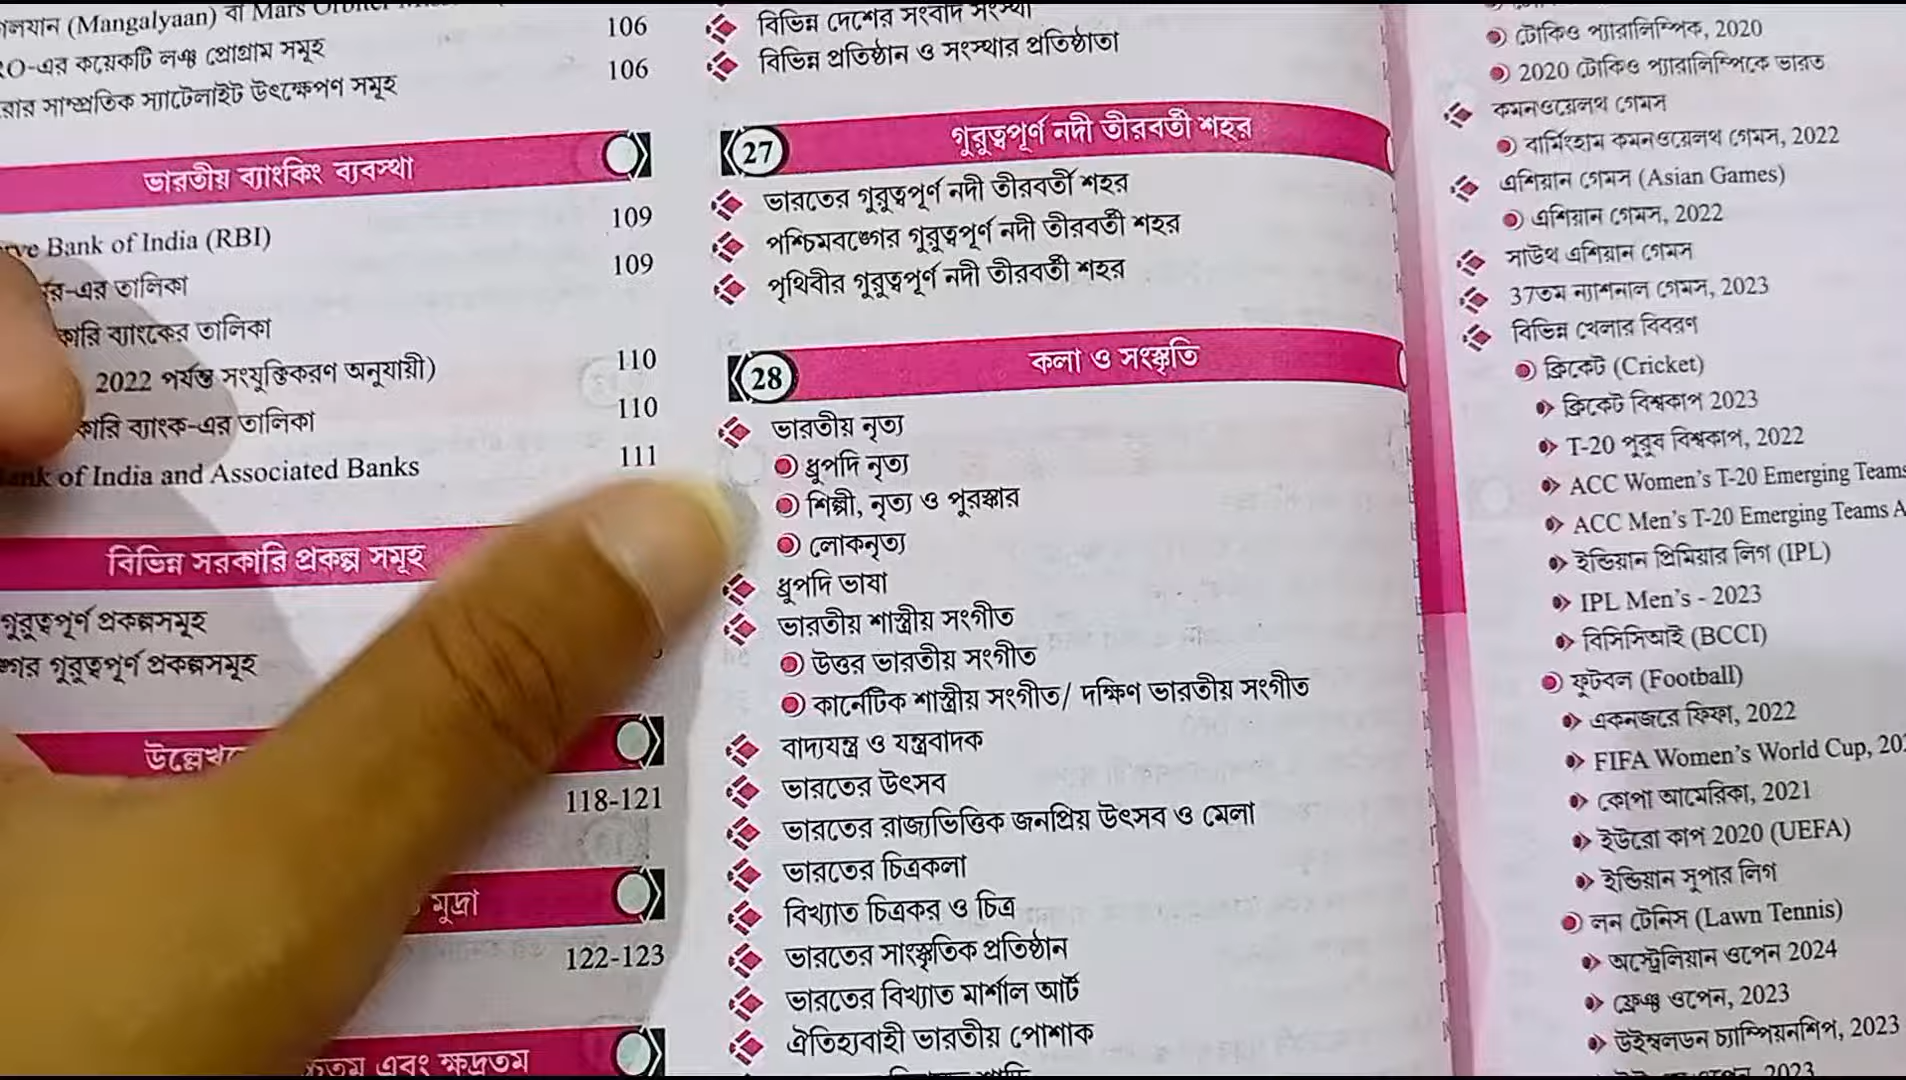 (Mangalyaan) বা Mars
এর কয়েকটি লঞ্চ প্রোগ্রাম সমূহ 106
সাম্প্রতিক স্যাটেলাইট উৎক্ষেপণ সমূহ 106
ভারতীয় ব্যাংকিং ব্যবস্থা
Bank of India (RBI) 109
এর তালিকা 109
ব্যাংকের তালিকা
2022 পর্যন্ত সংযুক্তিকরণ অনুযায়ী) 110
ব্যাংক-এর তালিকা 110
of India and Associated Banks 111
বিভিন্ন সরকারি প্রকল্প সমূহ
গুরুত্বপূর্ণ প্রকল্পসমূহ
গুরুত্বপূর্ণ প্রকল্পসমূহ
118-121
মুদ্রা
122-123
এবং ক্ষুদ্রতম
বিভিন্ন দেশের সংবাদ সংস্থা
বিভিন্ন প্রতিষ্ঠান ও সংস্থার প্রতিষ্ঠাতা
27 গুরুত্বপূর্ণ নদী তীরবর্তী শহর
ভারতের গুরুত্বপূর্ণ নদী তীরবর্তী শহর
পশ্চিমবঙ্গের গুরুত্বপূর্ণ নদী তীরবর্তী শহর
পৃথিবীর গুরুত্বপূর্ণ নদী তীরবর্তী শহর
28 কলা ও সংস্কৃতি
ভারতীয় নৃত্য
ধ্রুপদি নৃত্য
শিল্পী, নৃত্য ও পুরস্কার
লোকনৃত্য
ধ্রুপদি ভাষা
ভারতীয় শাস্ত্রীয় সংগীত
উত্তর ভারতীয় সংগীত
কার্নেটিক শাস্ত্রীয় সংগীত/ দক্ষিণ ভারতীয় সংগীত
বাদ্যযন্ত্র ও যন্ত্রবাদক
ভারতের উৎসব
ভারতের রাজ্যভিত্তিক জনপ্রিয় উৎসব ও মেলা
ভারতের চিত্রকলা
বিখ্যাত চিত্রকর ও চিত্র
ভারতের সাংস্কৃতিক প্রতিষ্ঠান
ভারতের বিখ্যাত মার্শাল আর্ট
ঐতিহ্যবাহী ভারতীয় পোশাক
টোকিও প্যারালিম্পিক, 2020
2020 টোকিও প্যারালিম্পিকে ভারত
কমনওয়েলথ গেমস
বার্মিংহাম কমনওয়েলথ গেমস, 2022
এশিয়ান গেমস (Asian Games)
এশিয়ান গেমস, 2022
সাউথ এশিয়ান গেমস
37তম ন্যাশনাল গেমস, 2023
বিভিন্ন খেলার বিবরণ
ক্রিকেট (Cricket)
ক্রিকেট বিশ্বকাপ 2023
T-20 পুরুষ বিশ্বকাপ, 2022
ACC Women's T-20 Emerging Teams
ACC Men's T-20 Emerging Teams
ইন্ডিয়ান প্রিমিয়ার লিগ (IPL)
IPL Men's - 2023
বিসিসিআই (BCCI)
ফুটবল (Football)
একনজরে ফিফা, 2022
FIFA Women's World Cup,
কোপা আমেরিকা, 2021
ইউরো কাপ 2020 (UEFA)
ইন্ডিয়ান সুপার লিগ
লন টেনিস (Lawn Tennis)
অস্ট্রেলিয়ান ওপেন 2024
ফ্রেঞ্চ ওপেন, 2023
উইম্বলডন চ্যাম্পিয়নশিপ, 2023
2023